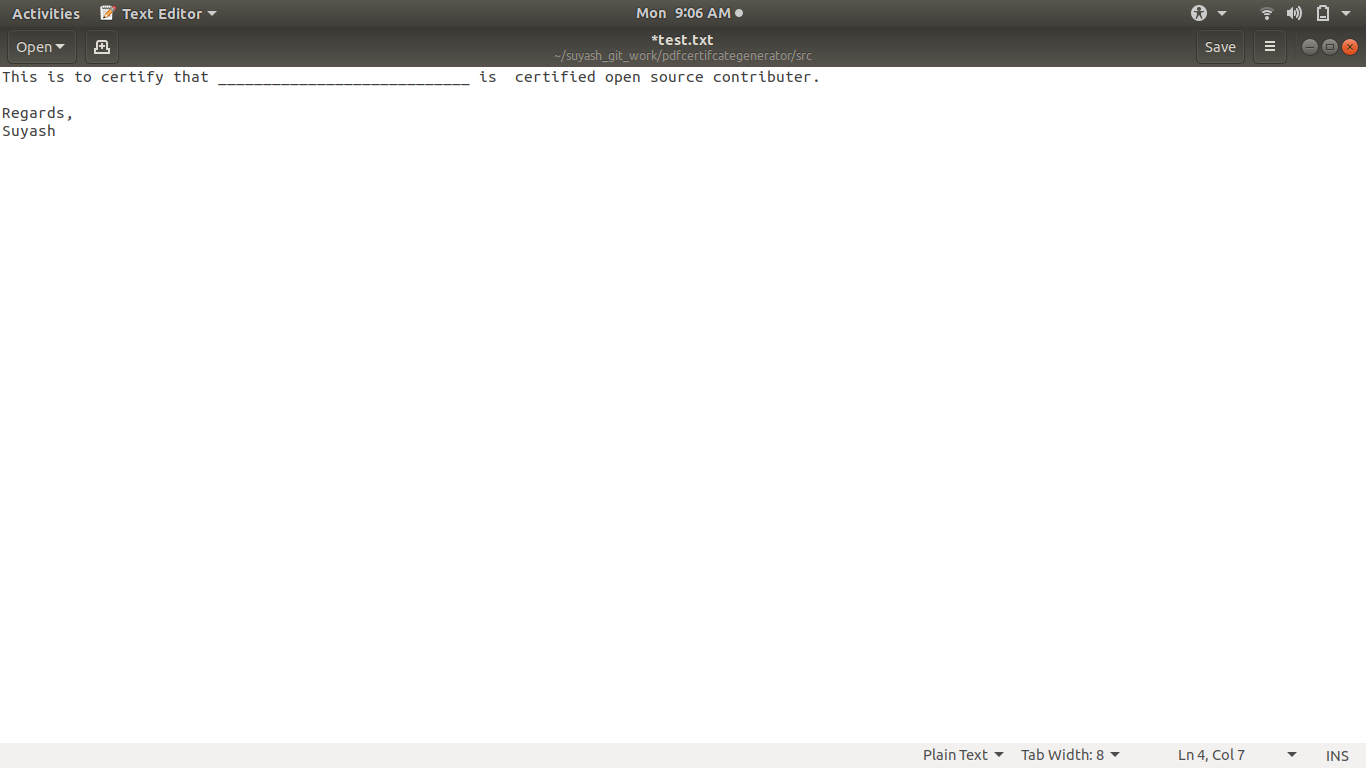 Activities Text Editor Mon 9:06 AM
Open *test.txt Save
~/suyash_git_work/pdfcertifcategenerator/src
This is to certify that ____________________________ is  certified open source contributer.

Regards,
Suyash
Plain Text Tab Width: 8 Ln 4, Col 7 INS